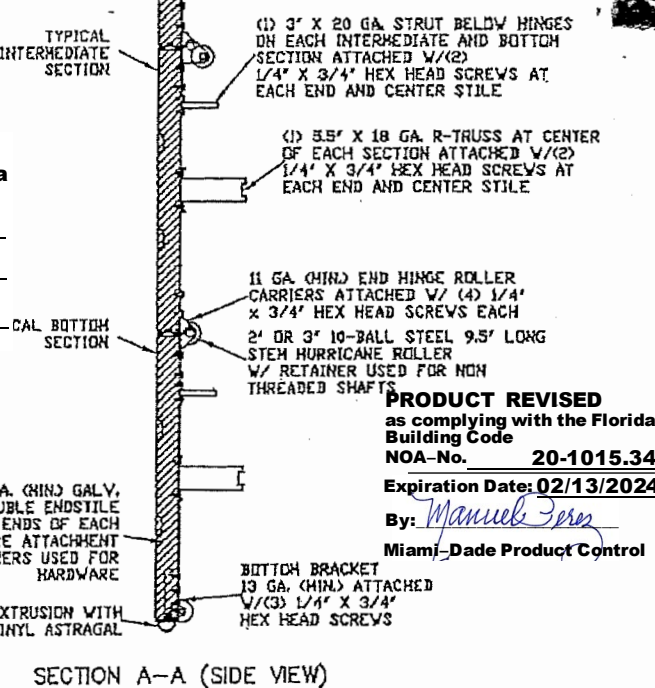 TYPICAL
INTERMEDIATE
SECTION
(1) 3" X 20 GA. STRUT BELOW HINGES
ON EACH INTERMEDIATE AND BOTTOM
SECTION ATTACHED W/(2)
1/4" X 3/4" HEX HEAD SCREWS AT
EACH END AND CENTER STILE
(1) 5.5" X 18 GA. R-TRUSS AT CENTER
OF EACH SECTION ATTACHED W/(2)
1/4" X 3/4" HEX HEAD SCREWS AT
EACH END AND CENTER STILE
a
11 GA. (MIN.) END HINGE ROLLER
CARRIERS ATTACHED W/ (4) 1/4"
X 3/4" HEX HEAD SCREWS EACH
CAL BOTTOM
SECTION
2" OR 3" 10-BALL STEEL 9.5" LONG
STEM HURRICANE ROLLER
W/ RETAINER USED FOR NON
THREADED SHAFTS
PRODUCT REVISED
as complying with the Florida
Building Code
NOA-No. 20-1015.34
Expiration Date: 02/13/2024
By: Manuel Perez
Miami-Dade Product Control
A. (MIN.) GALV.
UBLE ENDSTILE
ENDS OF EACH
E ATTACHMENT
ERS USED FOR
HARDWARE
BOTTOM BRACKET
13 GA. (MIN.) ATTACHED
W/(3) 1/4" X 3/4"
HEX HEAD SCREWS
XTRUSION WITH
INYL ASTRAGAL
SECTION A-A (SIDE VIEW)